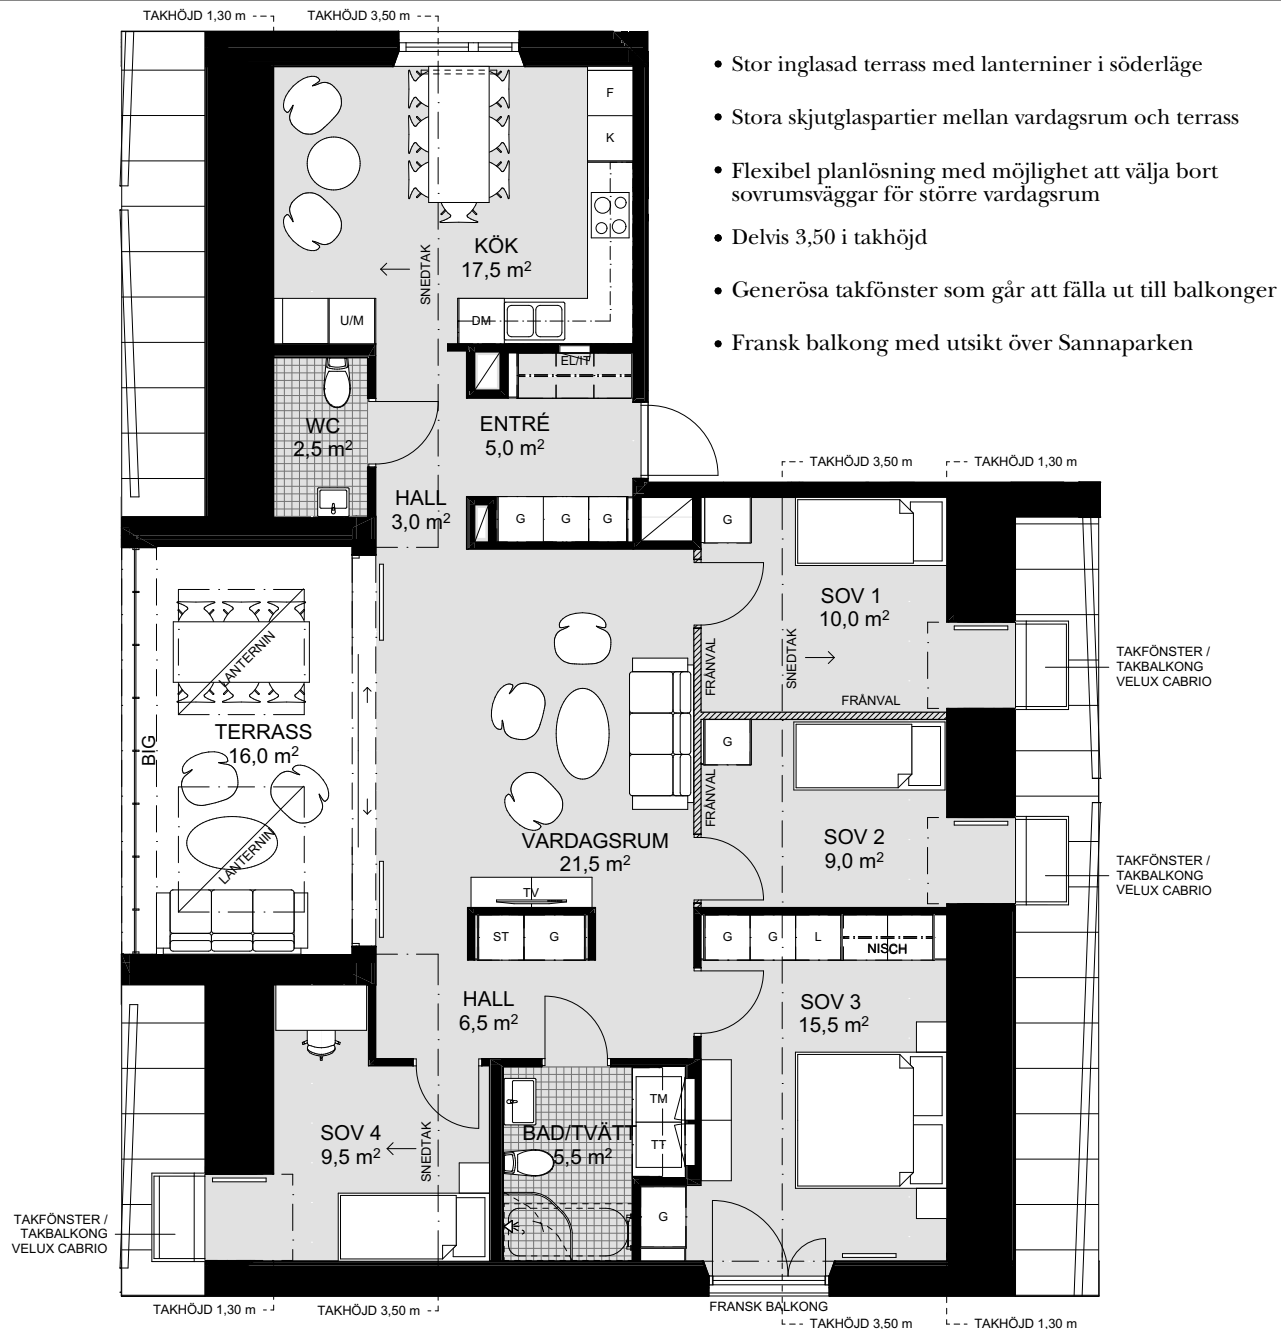 TAKHÖJD 1,30 m
TAKHÖJD 3,50 m
• Stor inglasad terrass med lanterniner i söderläge
• Stora skjutglaspartier mellan vardagsrum och terrass
• Flexibel planlösning med möjlighet att välja bort
sovrumsväggar för större vardagsrum
• Delvis 3,50 i takhöjd
• Generösa takfönster som går att fälla ut till balkonger
• Fransk balkong med utsikt över Sannaparken
F
K
KÖK
17,5 m²
SNEDTAK
U/M
DM
EL/IT
WC
2,5 m²
ENTRÉ
5,0 m²
HALL
3,0 m²
G
G
G
TAKHÖJD 3,50 m
TAKHÖJD 1,30 m
G
SOV 1
10,0 m²
SNEDTAK
FRÅNVAL
FRÅNVAL
TAKFÖNSTER /
TAKBALKONG
VELUX CABRIO
LANTERNIN
TERRASS
16,0 m²
BIG
LANTERNIN
G
FRÅNVAL
SOV 2
9,0 m²
TAKFÖNSTER /
TAKBALKONG
VELUX CABRIO
VARDAGSRUM
21,5 m²
TV
ST
G
G
G
L
NISCH
HALL
6,5 m²
SOV 3
15,5 m²
SOV 4
9,5 m²
SNEDTAK
BAD/TVÄTT
5,5 m²
TM
TT
G
TAKFÖNSTER /
TAKBALKONG
VELUX CABRIO
TAKHÖJD 1,30 m
TAKHÖJD 3,50 m
FRANSK BALKONG
TAKHÖJD 3,50 m
TAKHÖJD 1,30 m